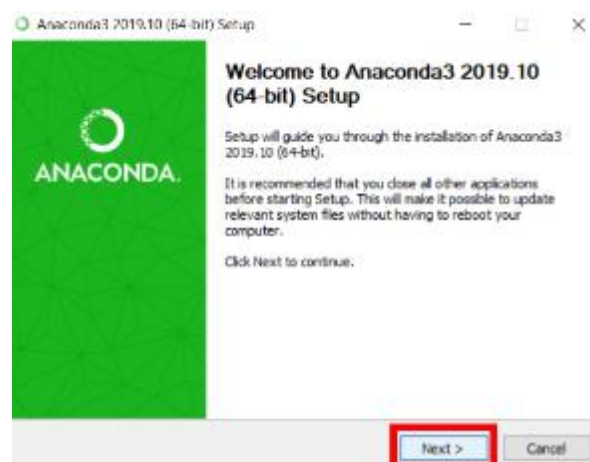 Anaconda3 2019.10 (64-bit) Setup
Welcome to Anaconda3 2019.10
(64-bit) Setup
ANACONDA.
Setup will guide you through the installation of Anaconda3
2019.10 (64-bit).
It is recommended that you close all other applications
before starting Setup. This will make it possible to update
relevant system files without having to reboot your
computer.
Click Next to continue.
Next >
Cancel